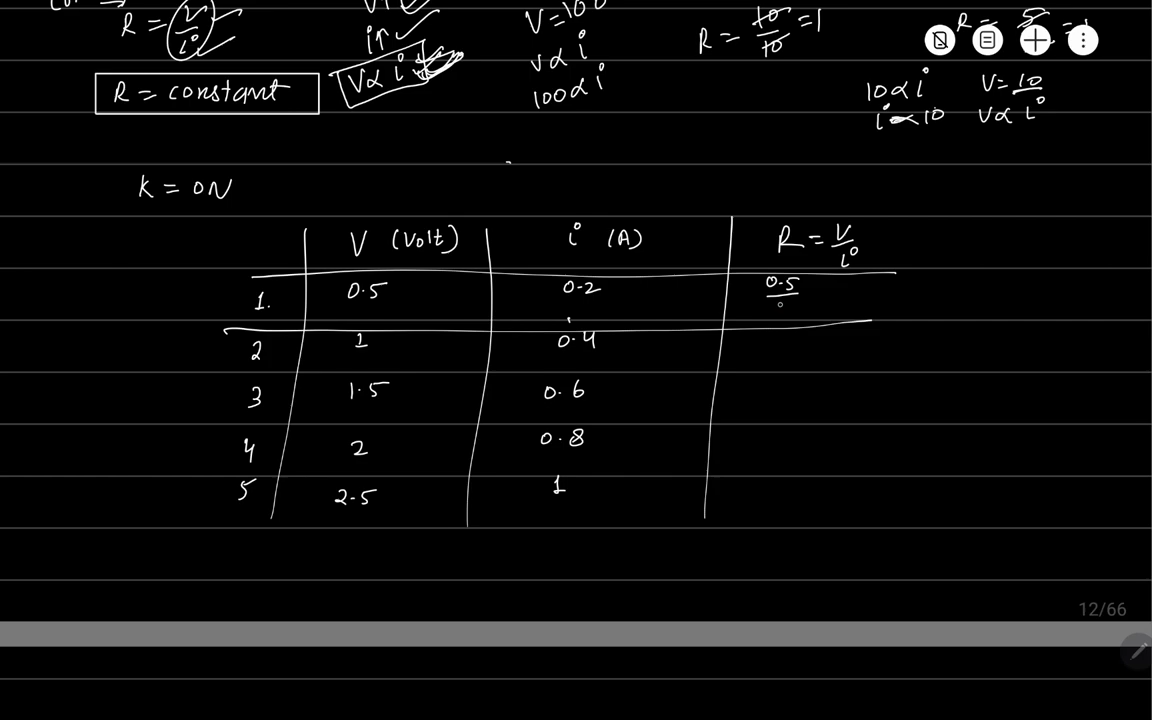 R = V/i
i↑ ✓
V = 100
R = 10/10 = 1
V ∝ i
R = constant
V ∝ i
100 ∝ i
10 ∝ i
V = 10
i ∝ 10
V ∝ i
K = ON
V (Volt) i (A) R = V/i
1. 0.5 0.2 0.5
2 1 0.4
3 1.5 0.6
4 2 0.8
5 2.5 1
12/66